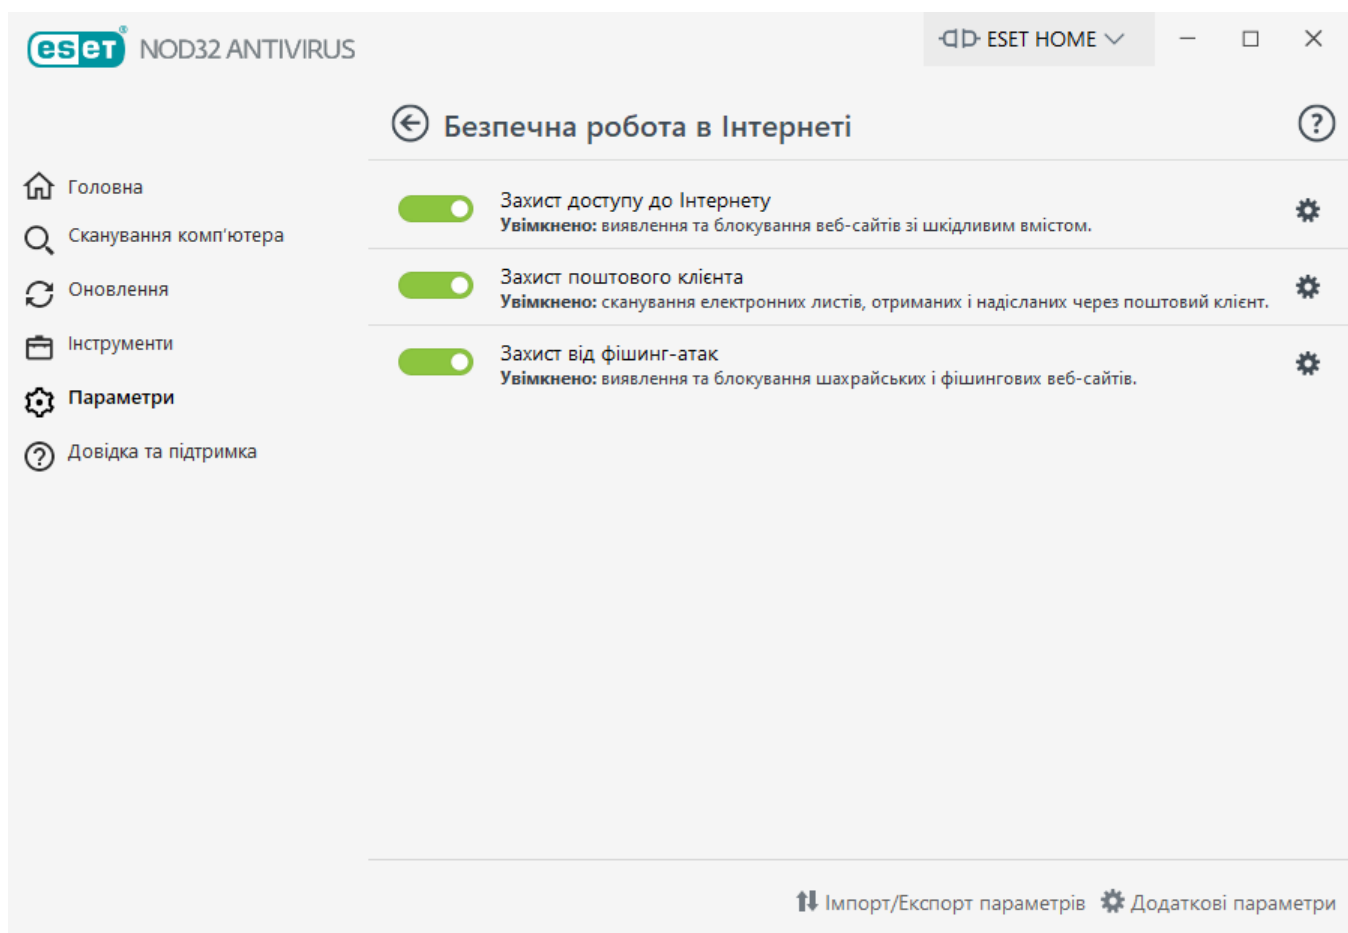 eset® NOD32 ANTIVIRUS
ESET HOME
Безпечна робота в Інтернеті
Головна
Сканування комп'ютера
Оновлення
Інструменти
Параметри
Довідка та підтримка
Захист доступу до Інтернету
Увімкнено: виявлення та блокування веб-сайтів зі шкідливим вмістом.
Захист поштового клієнта
Увімкнено: сканування електронних листів, отриманих і надісланих через поштовий клієнт.
Захист від фішинг-атак
Увімкнено: виявлення та блокування шахрайських і фішингових веб-сайтів.
Імпорт/Експорт параметрів Додаткові параметри